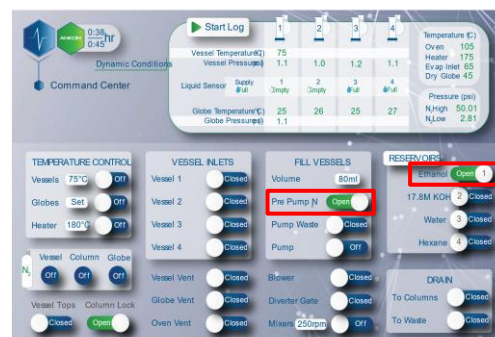 ANKOM 0:38 hr
0:45
Dynamic Conditions
Command Center
Start Log 1 2 3 4
Vessel Temperature(°C) 75
Vessel Pressure(psi) 1.1 1.0 1.2 1.1
Liquid Sensor Supply 1 2 3 4
Full Empty Empty Full Full
Globe Temperature(°C) 25 26 25 27
Globe Pressure(psi) 1.1
Temperature (°C)
Oven 105
Heater 175
Evap Inlet 65
Dry Globe 45
Pressure (psi)
N₂High 50.01
N₂Low 2.81
TEMPERATURE CONTROL
Vessels 75°C Off
Globes Set Off
Heater 180°C Off
N₂ Vessel Column Globe
Off Off Off
Vessel Tops Column Lock
Closed Open
VESSEL INLETS
Vessel 1 Closed
Vessel 2 Closed
Vessel 3 Closed
Vessel 4 Closed
Vessel Vent Closed
Globe Vent Closed
Oven Vent Closed
FILL VESSELS
Volume 80ml
Pre Pump N Open
Pump Waste Closed
Pump Off
Blower Closed
Diverter Gate Closed
Mixers 250rpm Off
RESERVOIRS
Ethanol Open 1
17.8M KOH 2 Closed
Water 3 Closed
Hexane 4 Closed
DRAIN
To Columns Closed
To Waste Closed